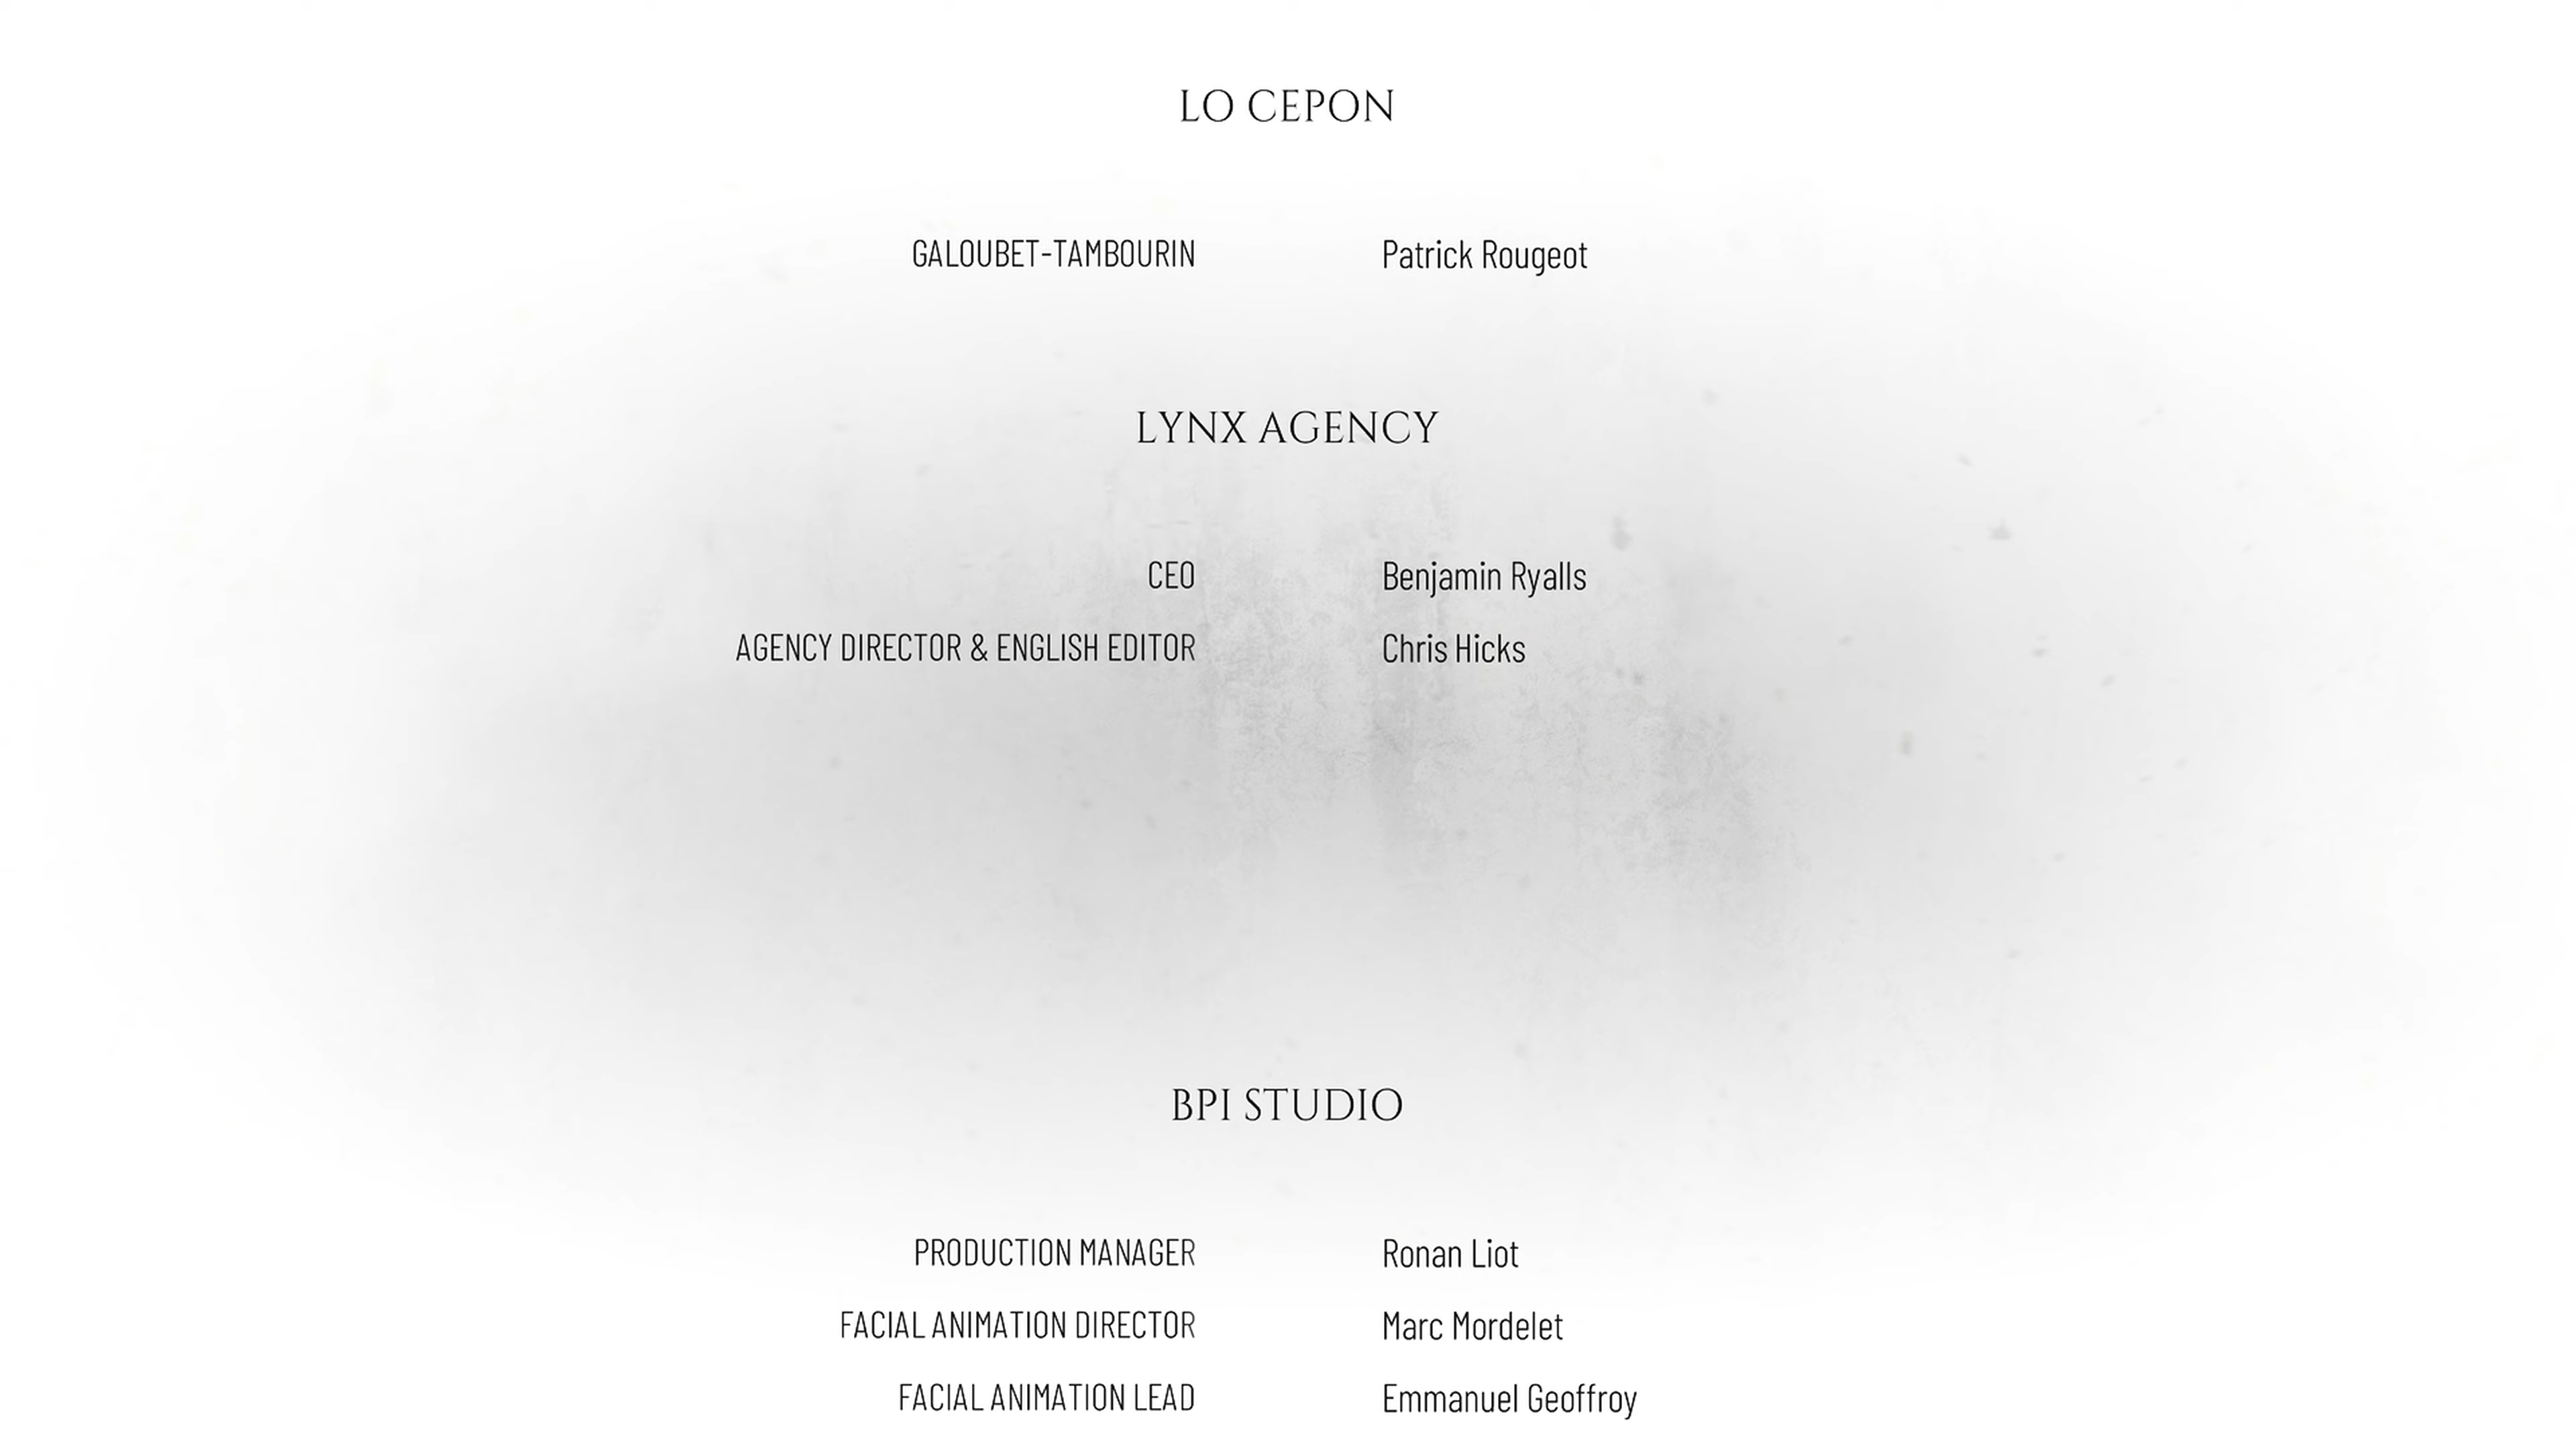 LO CEPON
GALOUBET-TAMBOURIN Patrick Rougeot
LYNX AGENCY
CEO Benjamin Ryalls
AGENCY DIRECTOR & ENGLISH EDITOR Chris Hicks
BPI STUDIO
PRODUCTION MANAGER Ronan Liot
FACIAL ANIMATION DIRECTOR Marc Mordelet
FACIAL ANIMATION LEAD Emmanuel Geoffroy